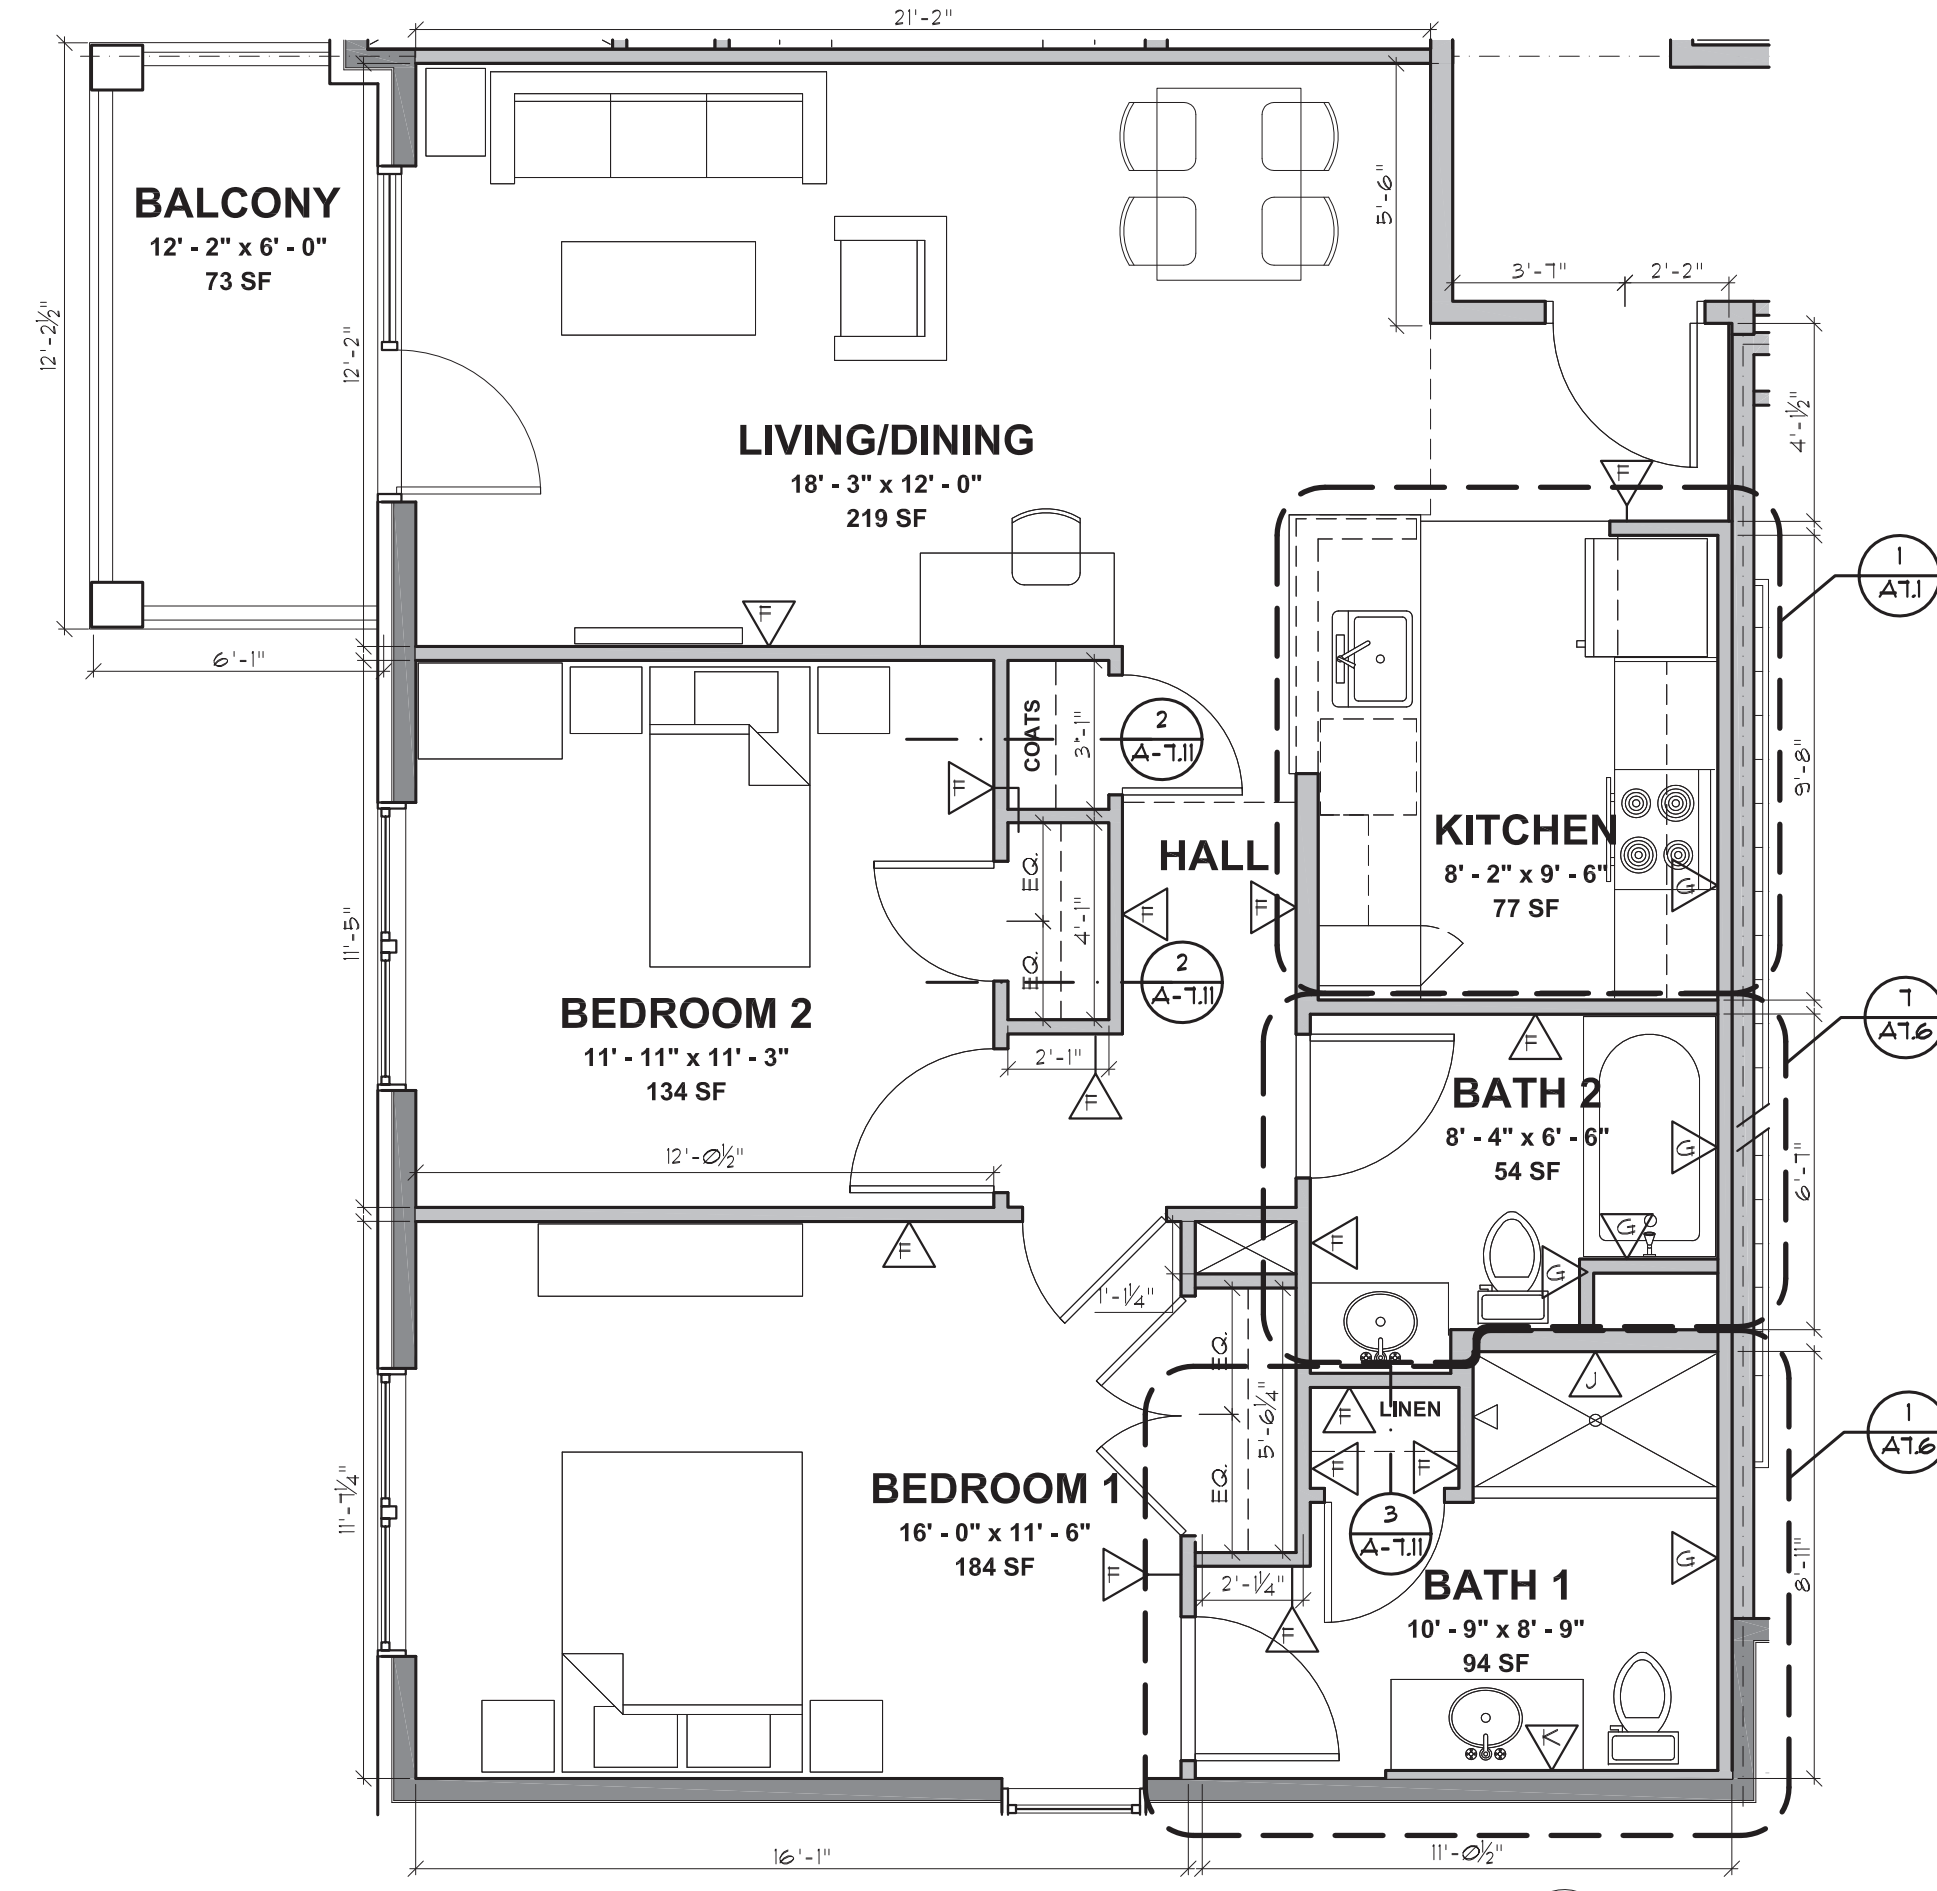 21'-2"
BALCONY
12' - 2" x 6' - 0"
73 SF
12'-2½"
12'-2"
6'-1"
5'-6"
3'-7"
2'-2"
4'-1½"
LIVING/DINING
18' - 3" x 12' - 0"
219 SF
F
F
1
A7.1
COATS
3'-1"
2
A-7.11
F
9'-8"
KITCHEN
8' - 2" x 9' - 6"
77 SF
G
HALL
F
F
EQ.
EQ.
4'-1"
2
A-7.11
11'-5"
BEDROOM 2
11' - 11" x 11' - 3"
134 SF
2'-1"
F
12'-0½"
7
A7.6
F
BATH 2
8' - 4" x 6' - 6"
54 SF
G
6'-7"
F
G
G
F
1'-1¼"
EQ.
EQ.
5'-6¼"
J
F
LINEN
F
F
3
A-7.11
1
A7.6
11'-7¼"
BEDROOM 1
16' - 0" x 11' - 6"
184 SF
F
2'-1¼"
F
BATH 1
10' - 9" x 8' - 9"
94 SF
G
8'-11"
K
16'-1"
11'-0½"